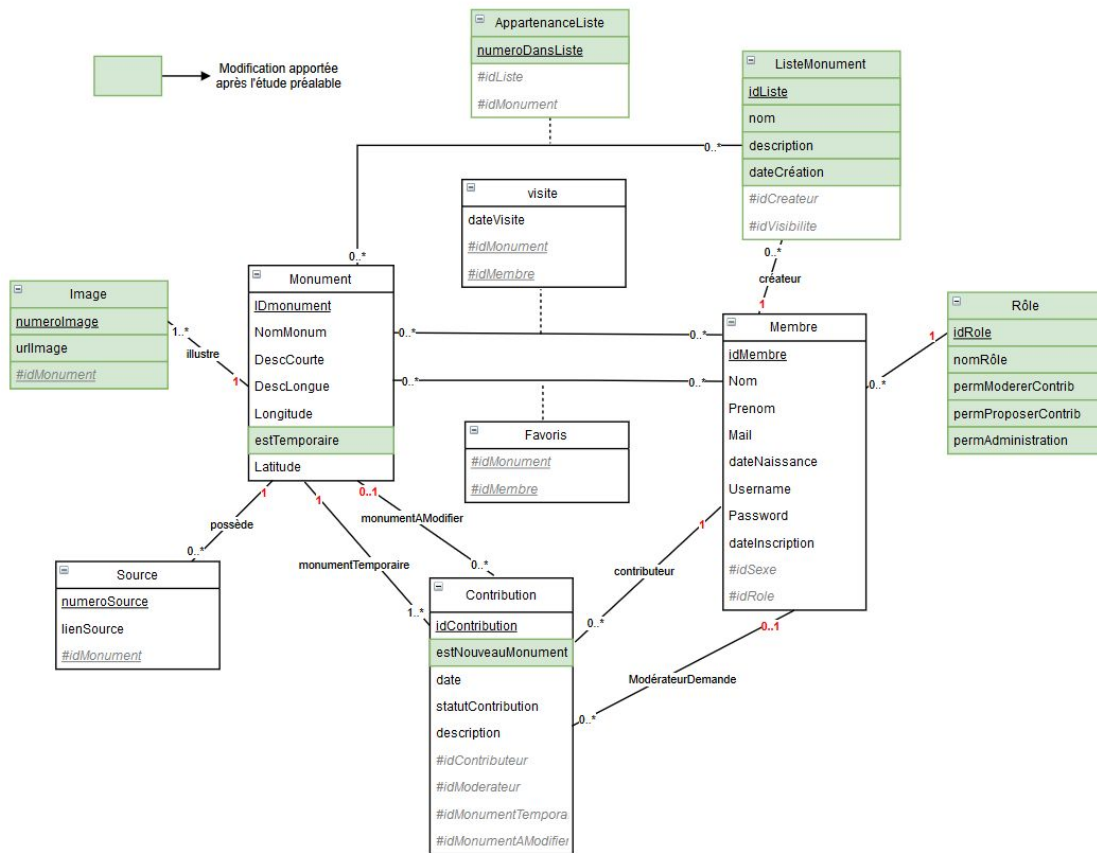 Modification apportée
après l'étude préalable
AppartenanceListe
numeroDansListe
#idListe
#idMonument
ListeMonument
idListe
nom
description
dateCréation
#idCreateur
#idVisibilite
0..*
0..*
0..*
créateur
1
visite
dateVisite
#idMonument
#idMembre
Image
numeroImage
urlImage
#idMonument
1..*
illustre
1
Monument
IDmonument
NomMonum
DescCourte
DescLongue
Longitude
estTemporaire
Latitude
0..*
0..*
0..*
0..*
Favoris
#idMonument
#idMembre
Membre
idMembre
Nom
Prenom
Mail
dateNaissance
Username
Password
dateInscription
#idSexe
#idRole
1
0..*
Rôle
idRole
nomRôle
permModererContrib
permProposerContrib
permAdministration
1
possède
0..*
1
monumentTemporaire
1..*
0..1
monumentAModifier
0..*
1
contributeur
0..*
0..1
ModérateurDemande
0..*
Source
numeroSource
lienSource
#idMonument
Contribution
idContribution
estNouveauMonument
date
statutContribution
description
#idContributeur
#idModerateur
#idMonumentTempora
#idMonumentAModifier